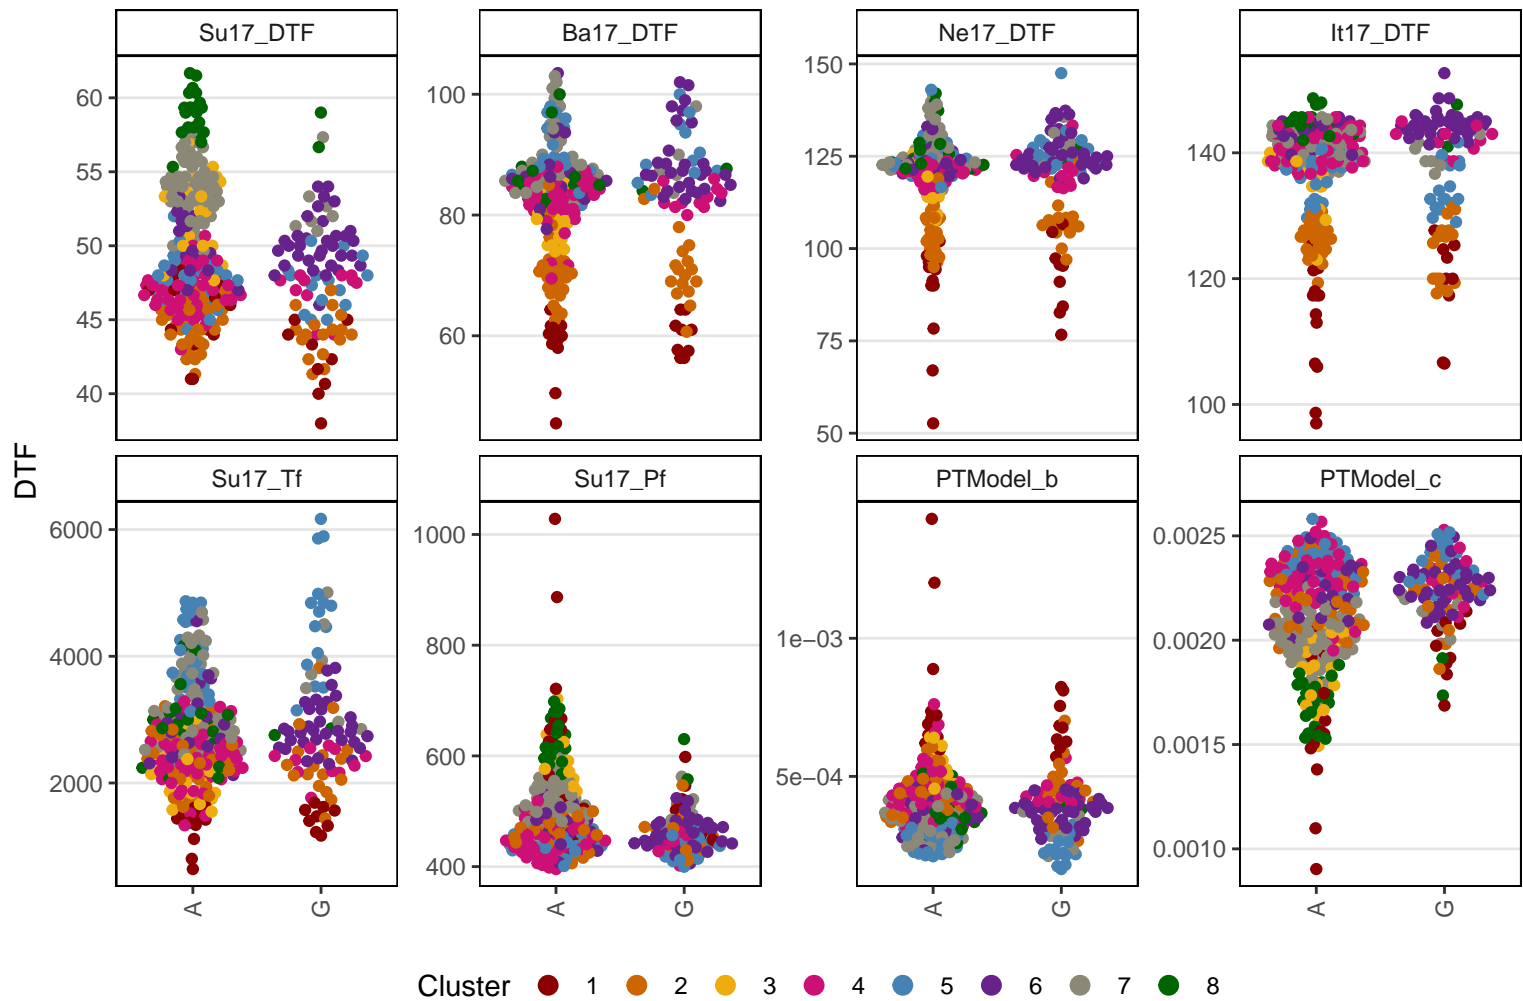 Su17_DTF
Ba17_DTF
Ne17_DTF
It17_DTF
60
55
50
45
40
100
80
60
150
125
100
75
50
140
120
100
DTF
Su17_Tf
Su17_Pf
PTModel_b
PTModel_c
6000
4000
2000
1000
800
600
400
1e−03
5e−04
0.0025
0.0020
0.0015
0.0010
A
G
A
G
A
G
A
G
Cluster 1 2 3 4 5 6 7 8